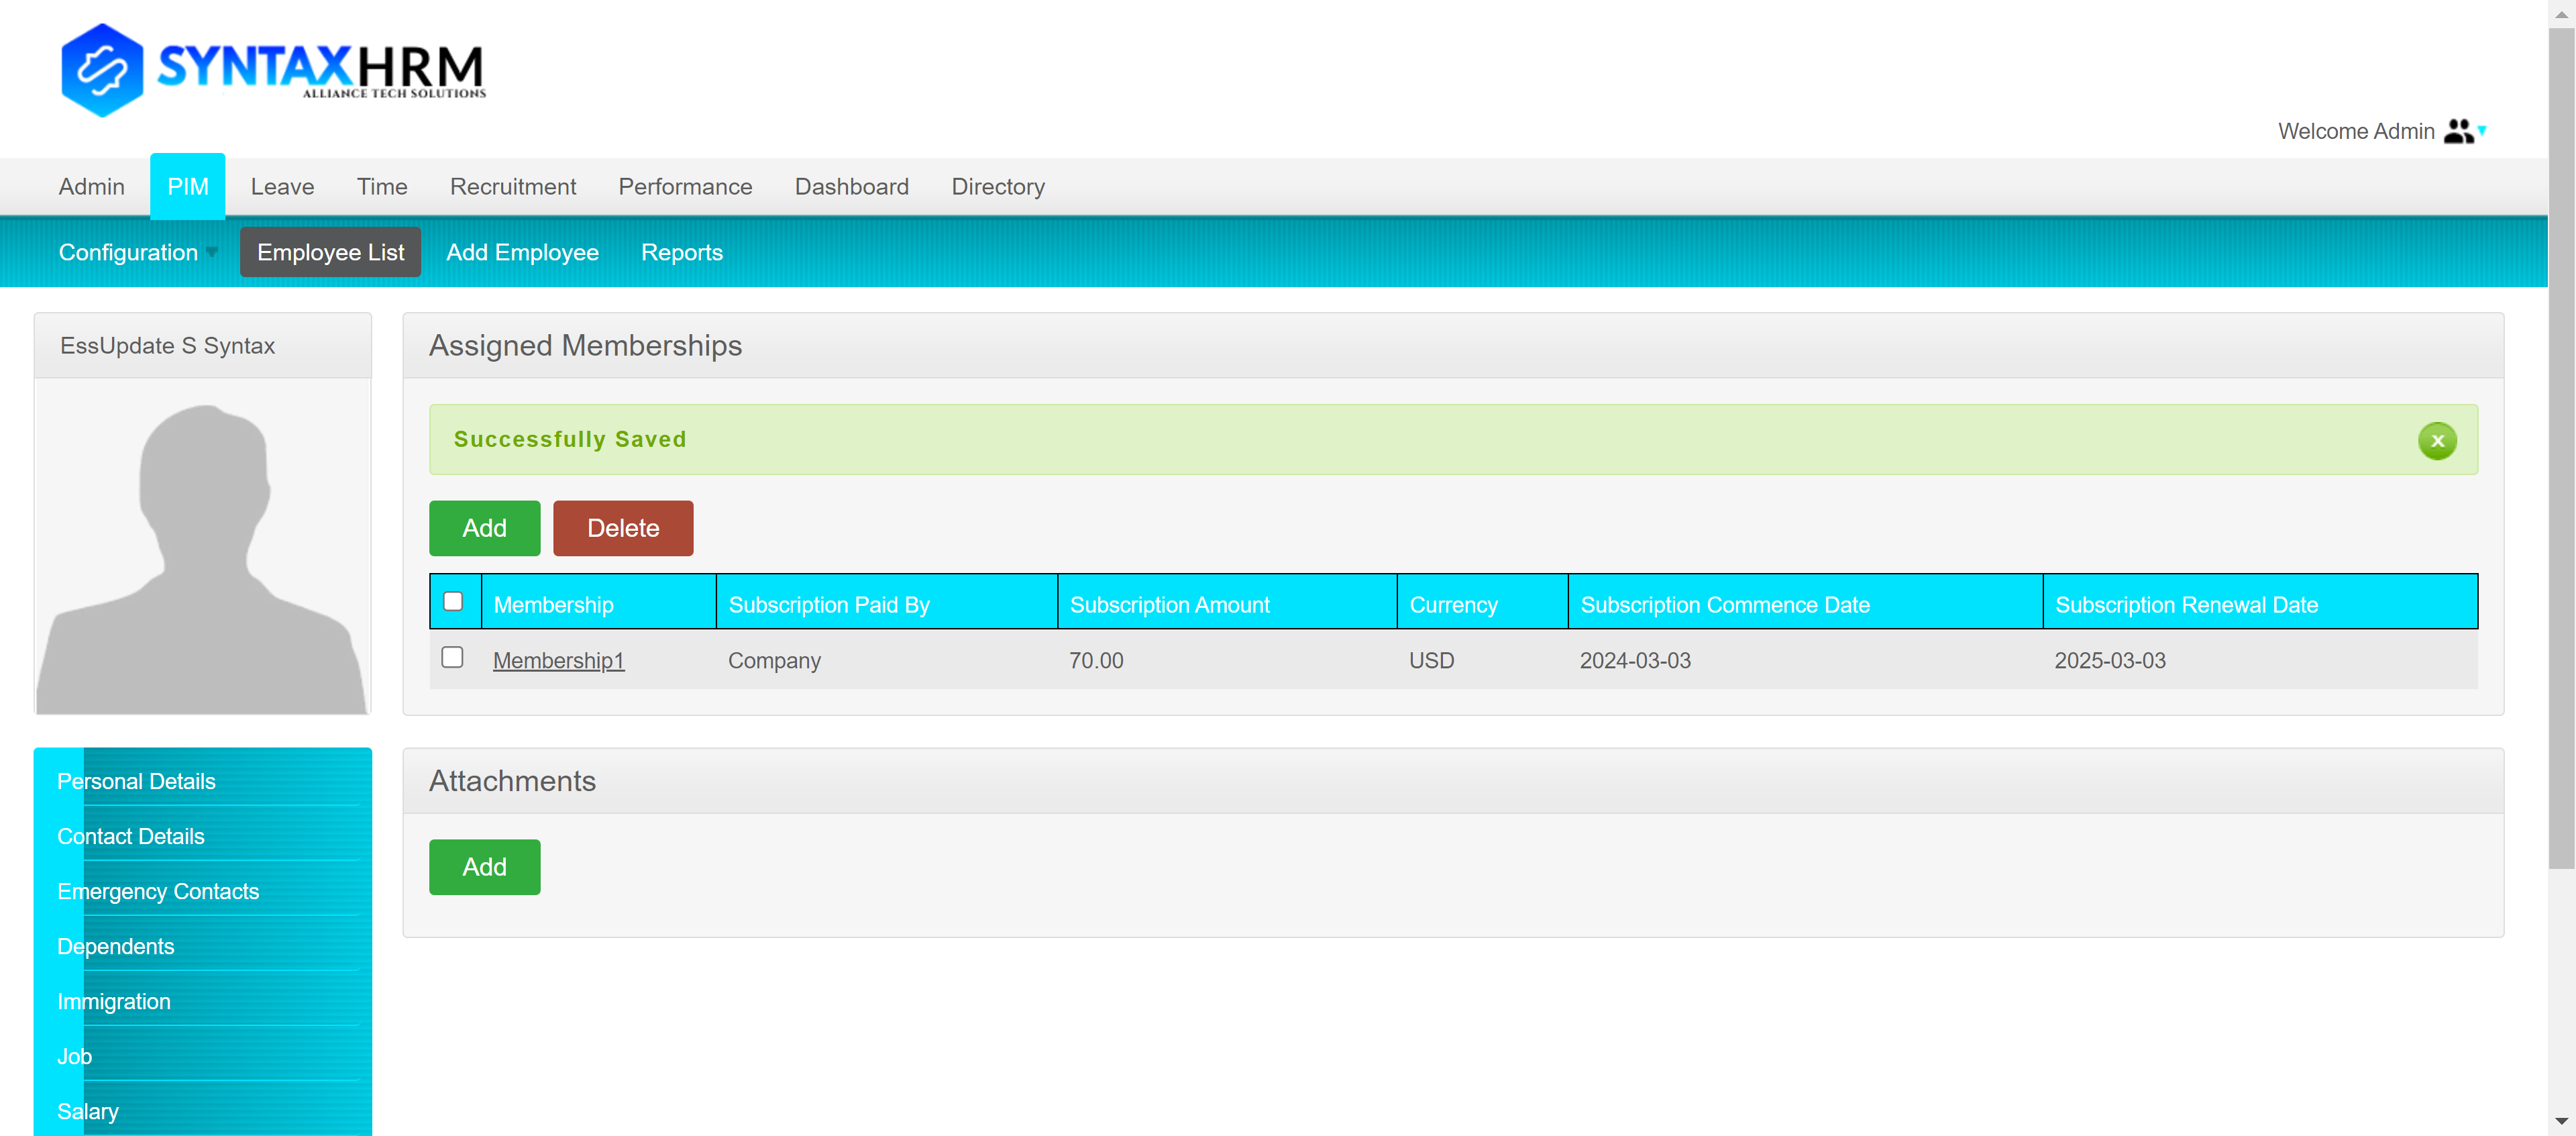 SYNTAXHRM
ALLIANCE TECH SOLUTIONS
Welcome Admin
Admin PIM Leave Time Recruitment Performance Dashboard Directory
Configuration Employee List Add Employee Reports
EssUpdate S Syntax
Assigned Memberships
Successfully Saved
x
Add Delete
Membership Subscription Paid By Subscription Amount Currency Subscription Commence Date Subscription Renewal Date
Membership1 Company 70.00 USD 2024-03-03 2025-03-03
Personal Details
Contact Details
Emergency Contacts
Dependents
Immigration
Job
Salary
Attachments
Add